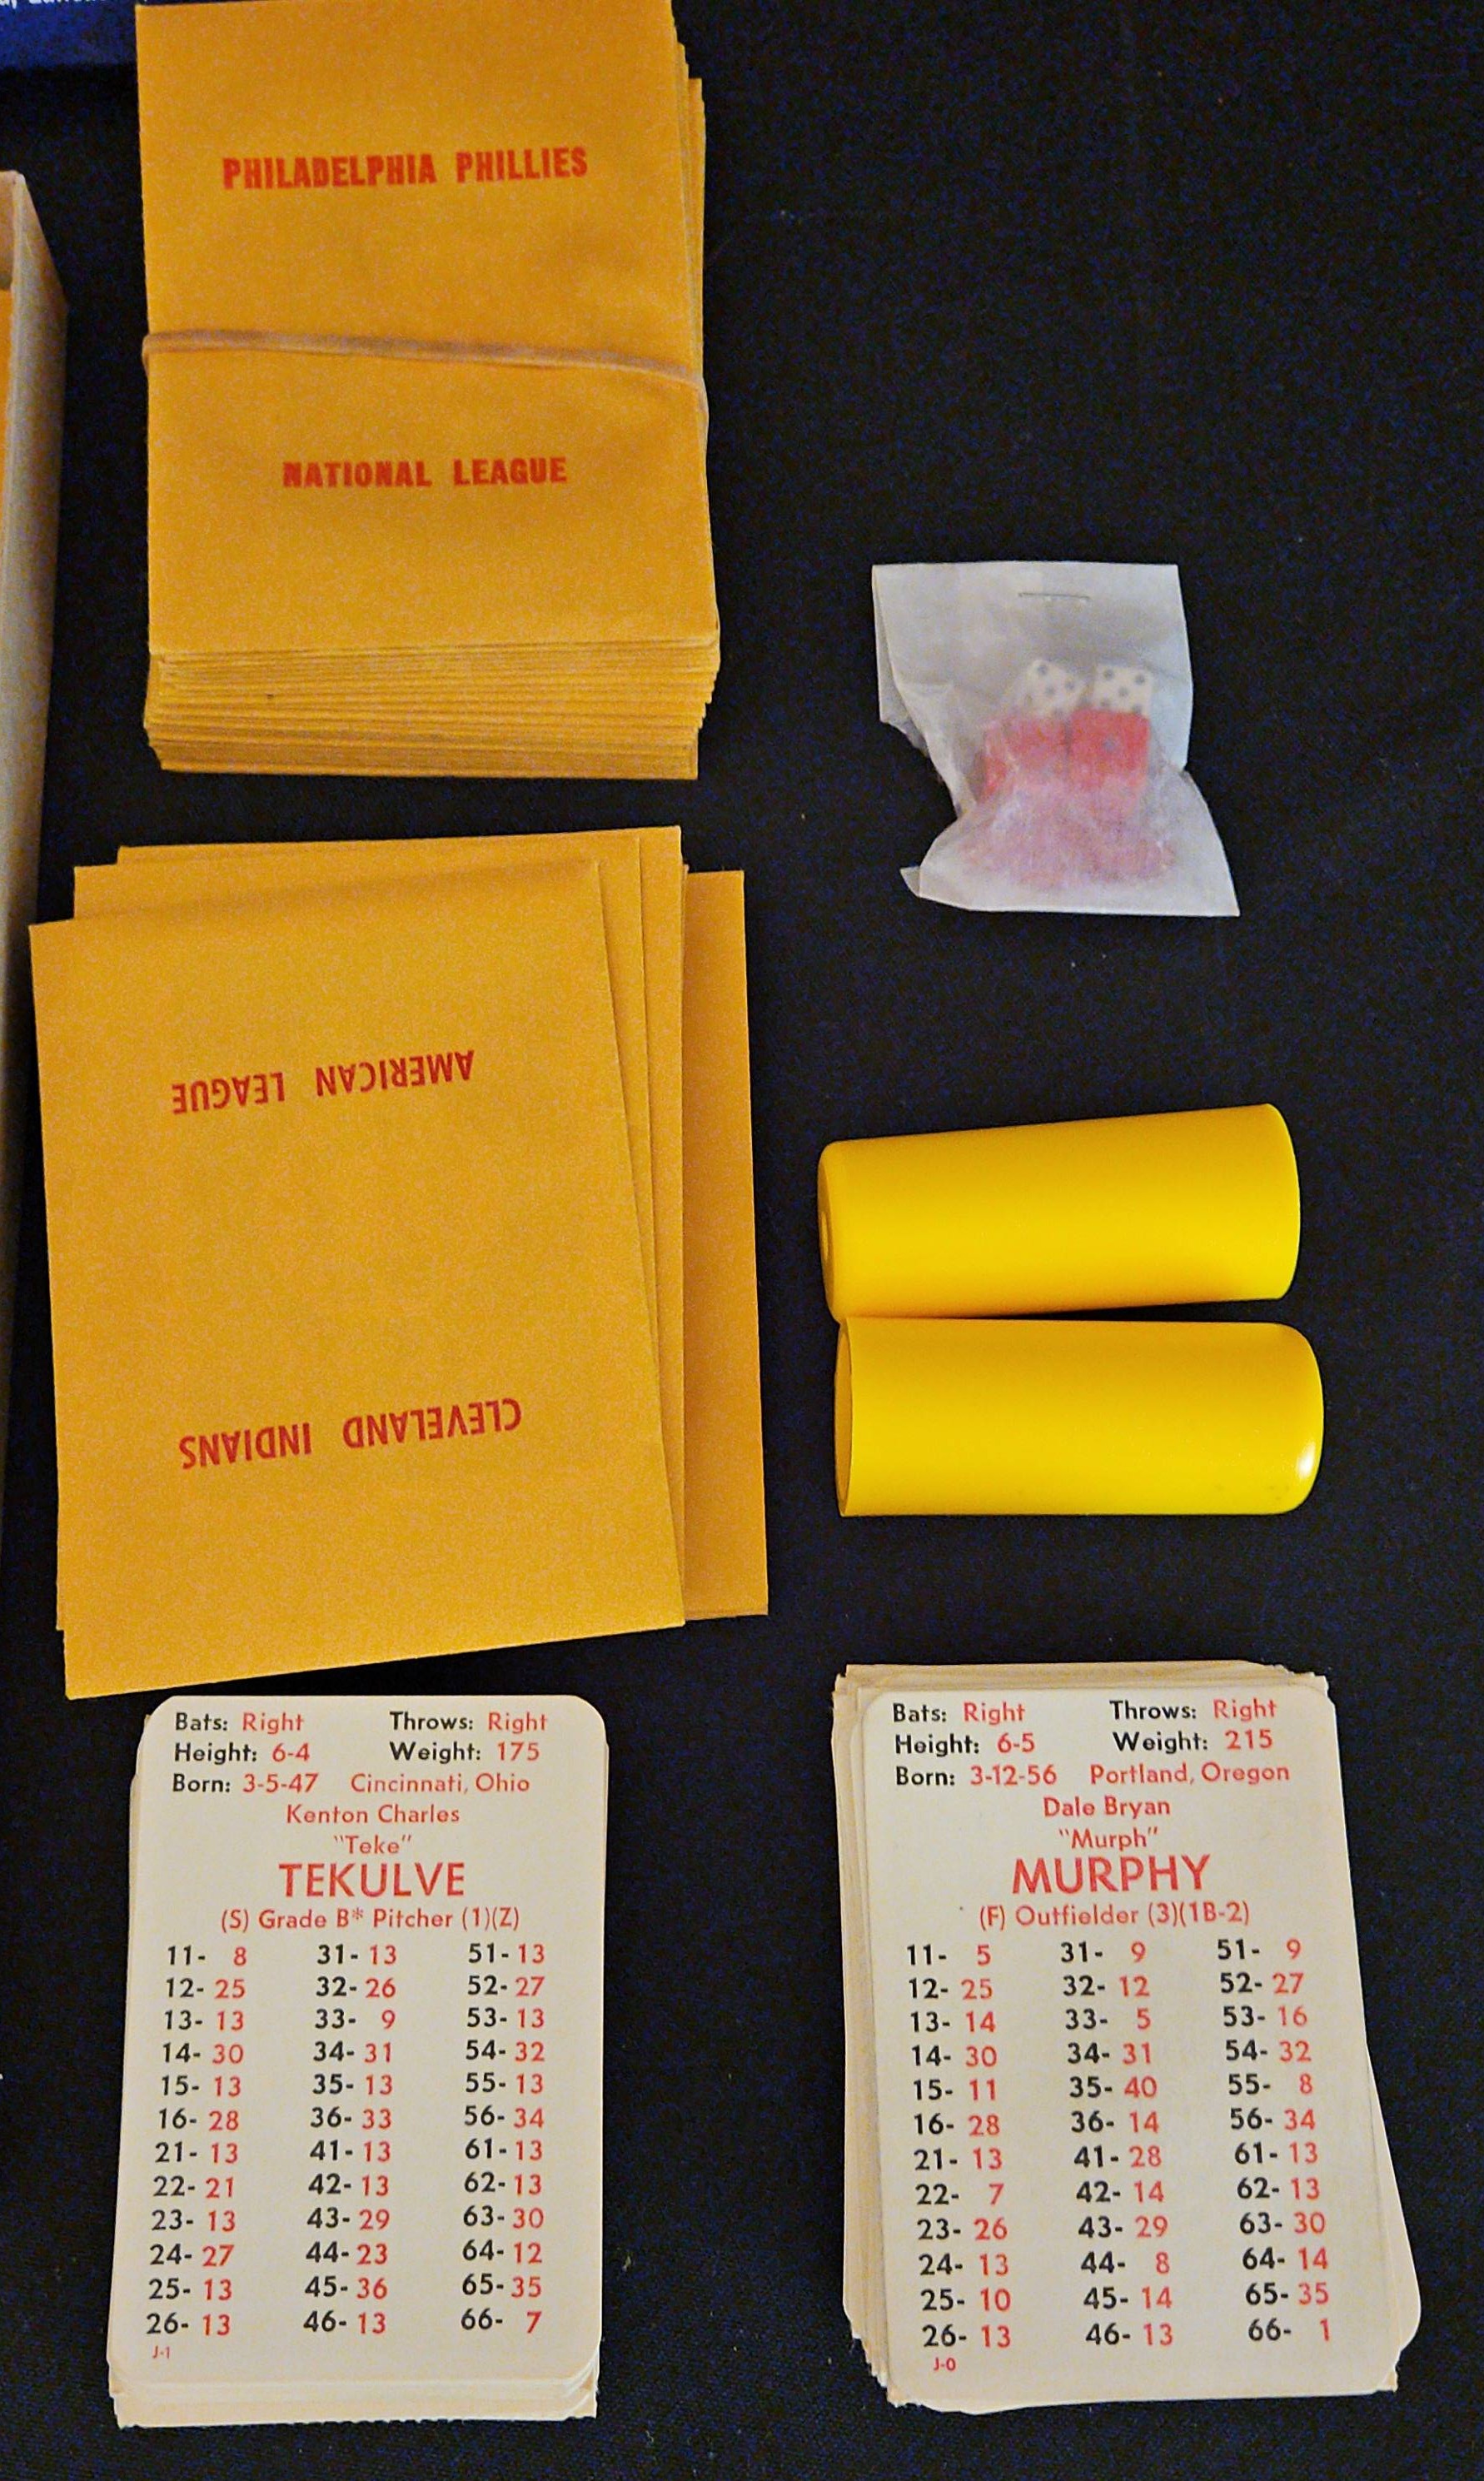 PHILADELPHIA PHILLIES
NATIONAL LEAGUE
AMERICAN LEAGUE
CLEVELAND INDIANS
Bats: Right Throws: Right
Height: 6-4 Weight: 175
Born: 3-5-47 Cincinnati, Ohio
Kenton Charles
"Teke"
TEKULVE
(S) Grade B* Pitcher (1)(Z)
11- 8 31- 13 51- 13
12- 25 32- 26 52- 27
13- 13 33- 9 53- 13
14- 30 34- 31 54- 32
15- 13 35- 13 55- 13
16- 28 36- 33 56- 34
21- 13 41- 13 61- 13
22- 21 42- 13 62- 13
23- 13 43- 29 63- 30
24- 27 44- 23 64- 12
25- 13 45- 36 65- 35
26- 13 46- 13 66- 7
J-1
Bats: Right Throws: Right
Height: 6-5 Weight: 215
Born: 3-12-56 Portland, Oregon
Dale Bryan
"Murph"
MURPHY
(F) Outfielder (3)(1B-2)
11- 5 31- 9 51- 9
12- 25 32- 12 52- 27
13- 14 33- 5 53- 16
14- 30 34- 31 54- 32
15- 11 35- 40 55- 8
16- 28 36- 14 56- 34
21- 13 41- 28 61- 13
22- 7 42- 14 62- 13
23- 26 43- 29 63- 30
24- 13 44- 8 64- 14
25- 10 45- 14 65- 35
26- 13 46- 13 66- 1
J-0